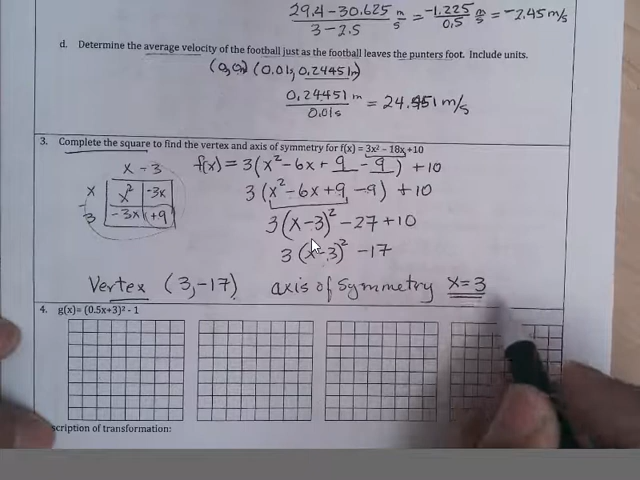 29.4 - 30.625 m/s = -1.225 m/s = -2.45 m/s
3 - 2.5 0.5
d. Determine the average velocity of the football just as the football leaves the punters foot. Include units.
(0,0) (0.01s, 0.24451m)
0.24451 m = 24.451 m/s
0.01s
3. Complete the square to find the vertex and axis of symmetry for f(x) = 3x² – 18x +10
x - 3
f(x) = 3(x² - 6x + 9 - 9) + 10
x x² -3x
3(x² - 6x + 9 - 9) + 10
-3 -3x +9
3(x - 3)² - 27 + 10
3(x - 3)² - 17
Vertex (3, -17) axis of symmetry x = 3
4. g(x)= (0.5x+3)² - 1
scription of transformation: